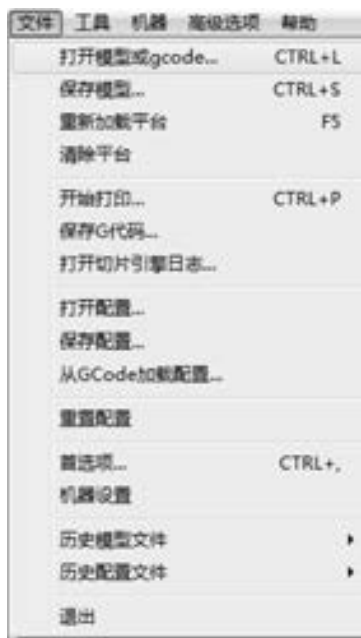 文件 工具 机器 高级选项 帮助
打开模型或gcode... CTRL+L
保存模型... CTRL+S
重新加载平台 F5
清除平台
开始打印... CTRL+P
保存G代码...
打开切片引擎日志...
打开配置...
保存配置...
从GCode加载配置...
重置配置
首选项... CTRL+,
机器设置
历史模型文件
历史配置文件
退出